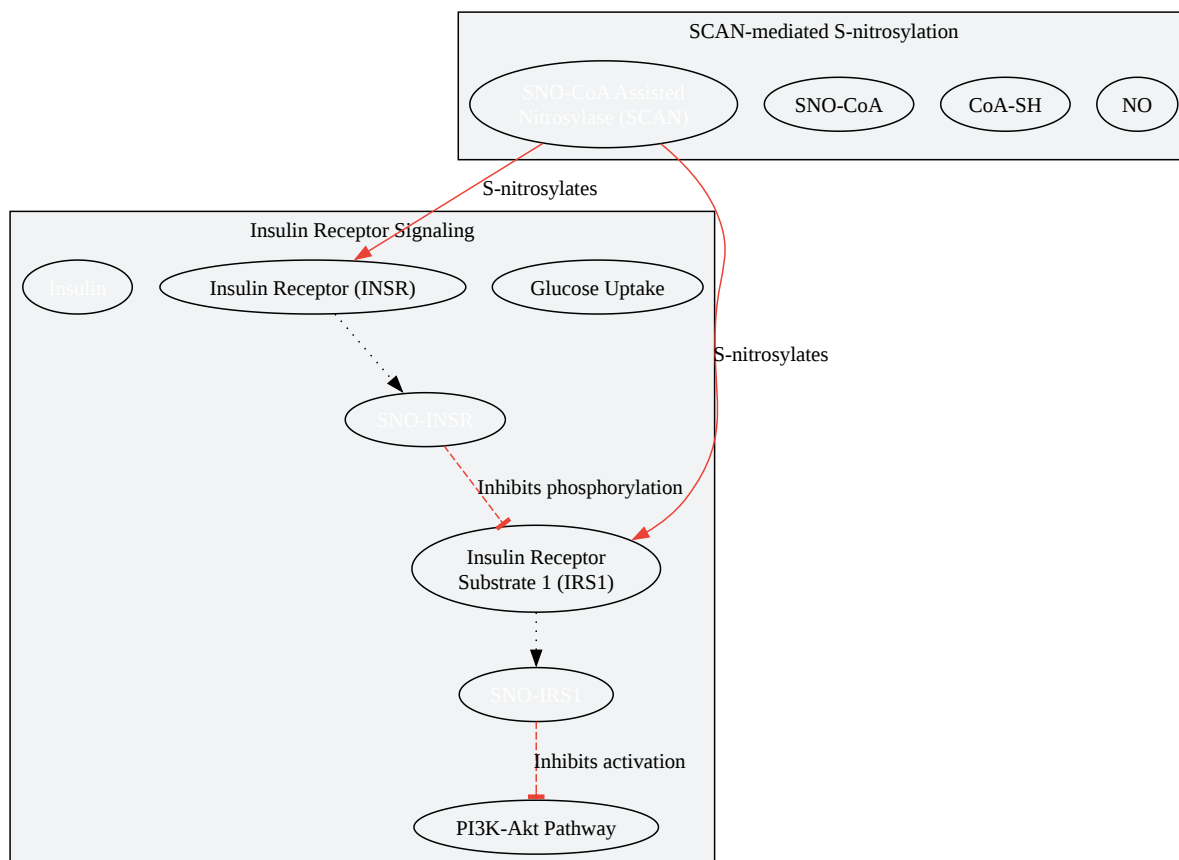 SCAN-mediated S-nitrosylation
SNO-CoA Assisted
Nitrosylase (SCAN)
SNO-CoA
CoA-SH
NO
S-nitrosylates
Insulin Receptor Signaling
Insulin
Insulin Receptor (INSR)
Glucose Uptake
S-nitrosylates
SNO-INSR
Inhibits phosphorylation
Insulin Receptor
Substrate 1 (IRS1)
SNO-IRS1
Inhibits activation
PI3K-Akt Pathway